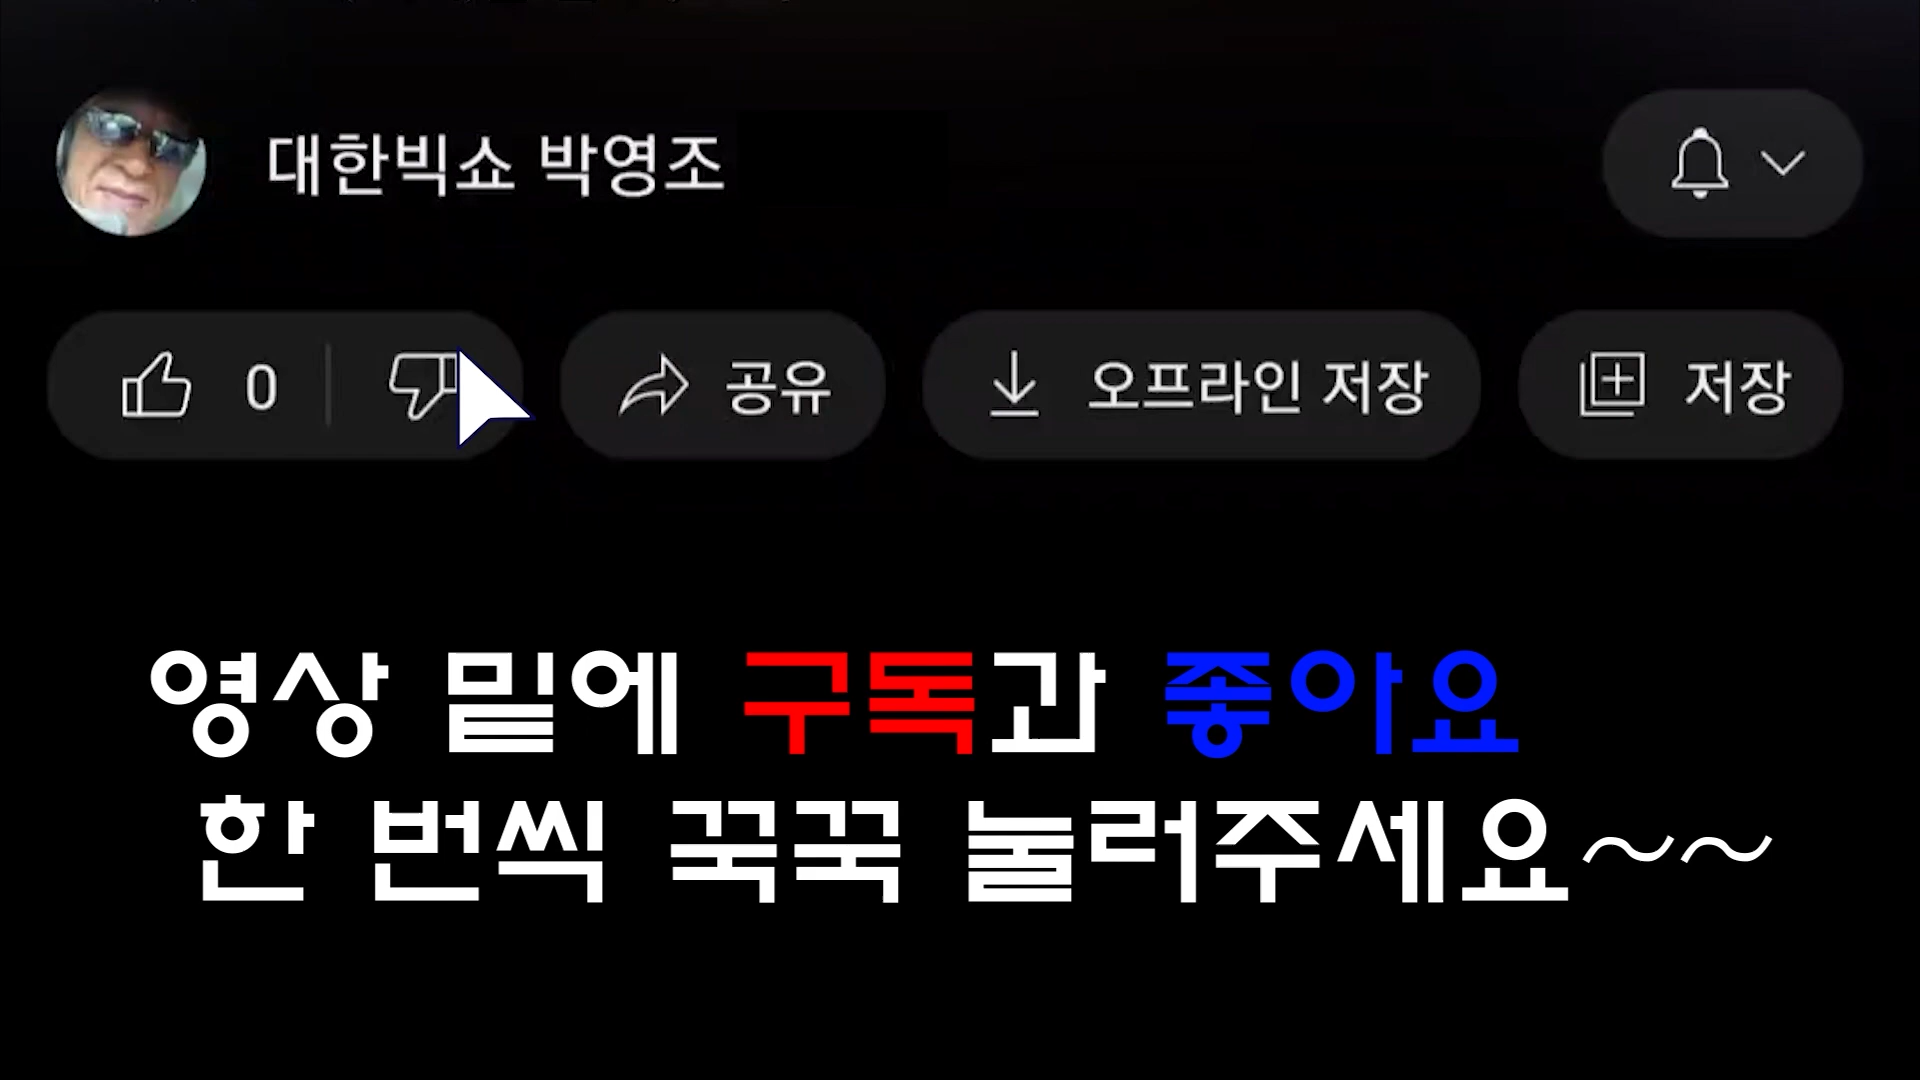 대한빅쇼 박영조
0
공유
오프라인 저장
저장
영상 밑에 구독과 좋아요
한 번씩 꾹꾹 눌러주세요~~